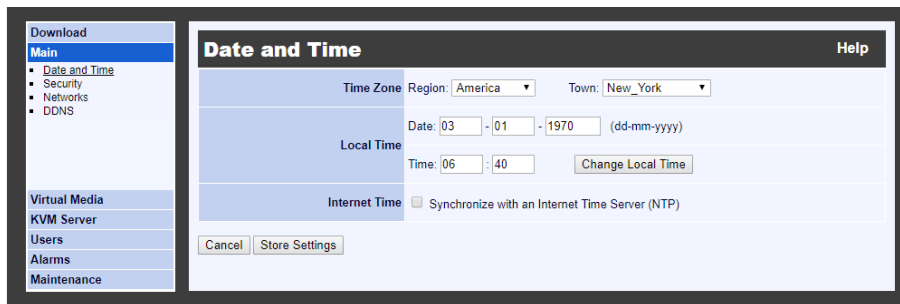 Download
Main
Date and Time
Security
Networks
DDNS
Virtual Media
KVM Server
Users
Alarms
Maintenance
Date and Time Help
Time Zone Region: America Town: New_York
Local Time
Date: 03 - 01 - 1970 (dd-mm-yyyy)
Time: 06 : 40 Change Local Time
Internet Time Synchronize with an Internet Time Server (NTP)
Cancel Store Settings